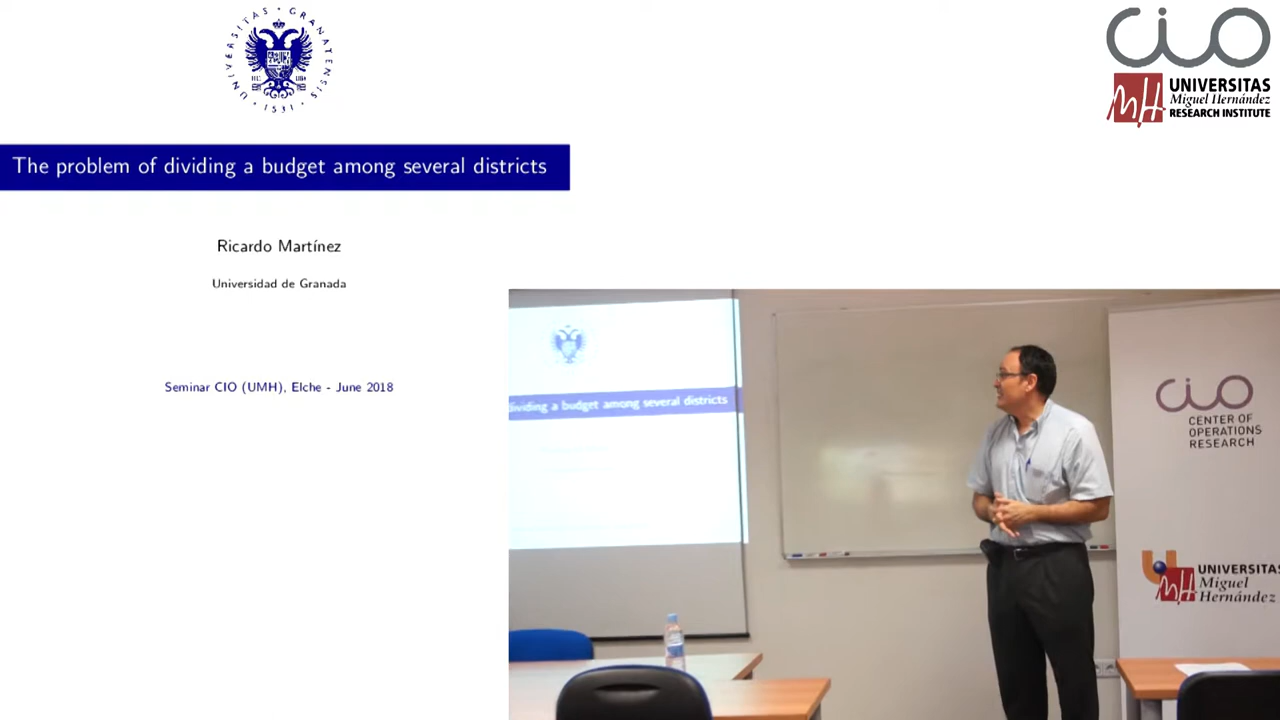 UNIVERSITAS GRANATENSIS
1531
The problem of dividing a budget among several districts
Ricardo Martínez
Universidad de Granada
Seminar CIO (UMH), Elche - June 2018
CIO
UNIVERSITAS
Miguel Hernández
RESEARCH INSTITUTE
dividing a budget among several districts
CIO
CENTER OF
OPERATIONS
RESEARCH
UNIVERSITAS
Miguel
Hernández